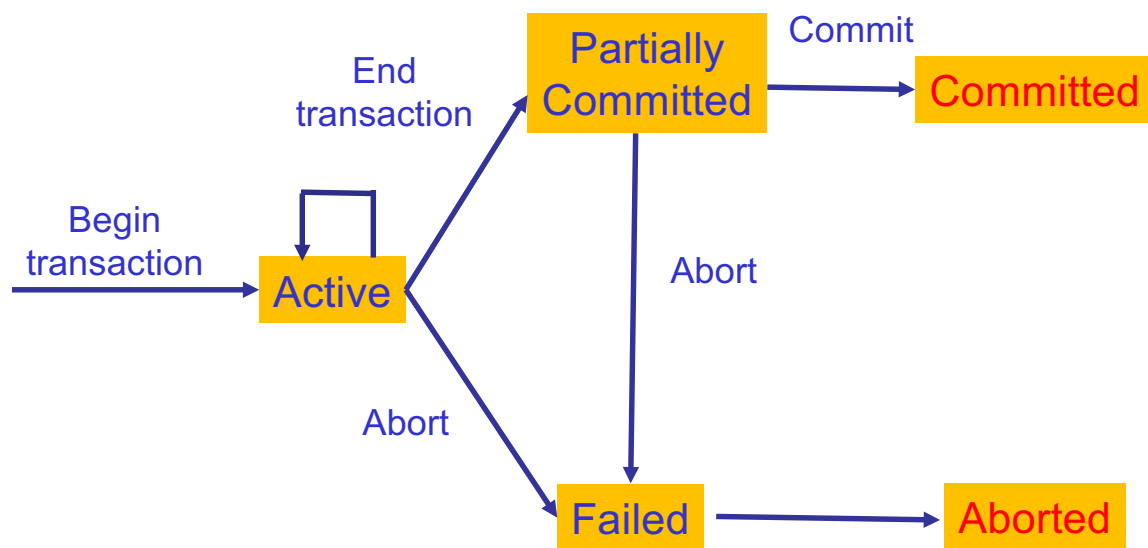 Partially
Committed
Commit
Committed
End
transaction
Begin
transaction
Active
Abort
Abort
Failed
Aborted